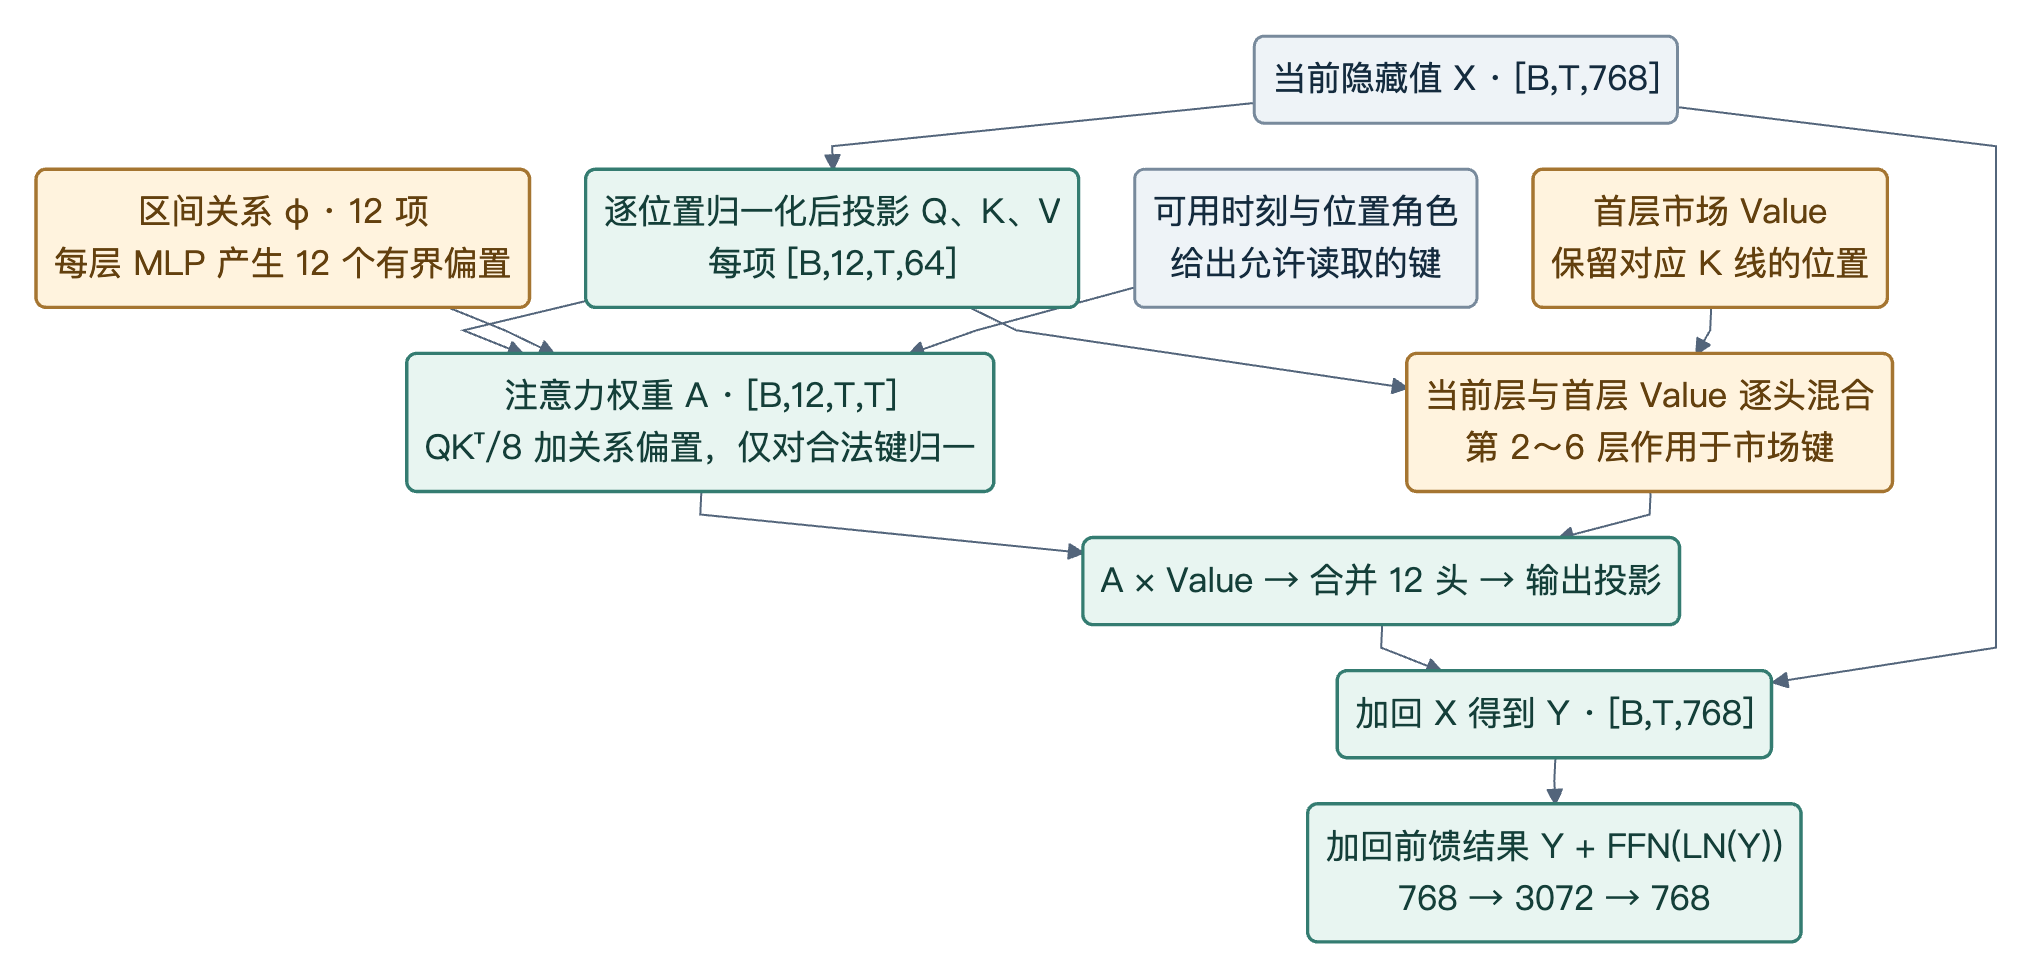 当前隐藏值 X · [B,T,768]
区间关系 ϕ · 12 项
每层 MLP 产生 12 个有界偏置
逐位置归一化后投影 Q、K、V
每项 [B,12,T,64]
可用时刻与位置角色
给出允许读取的键
首层市场 Value
保留对应 K 线的位置
注意力权重 A · [B,12,T,T]
QKᵀ/8 加关系偏置，仅对合法键归一
当前层与首层 Value 逐头混合
第 2～6 层作用于市场键
A × Value → 合并 12 头 → 输出投影
加回 X 得到 Y · [B,T,768]
加回前馈结果 Y + FFN(LN(Y))
768 → 3072 → 768